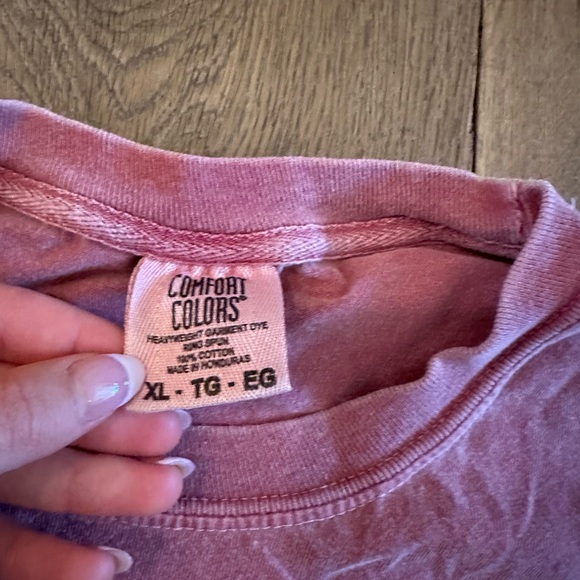 COMFORT
COLORS®
HEAVYWEIGHT GARMENT DYE
RING SPUN
100% COTTON
MADE IN HONDURAS
XL - TG - EG